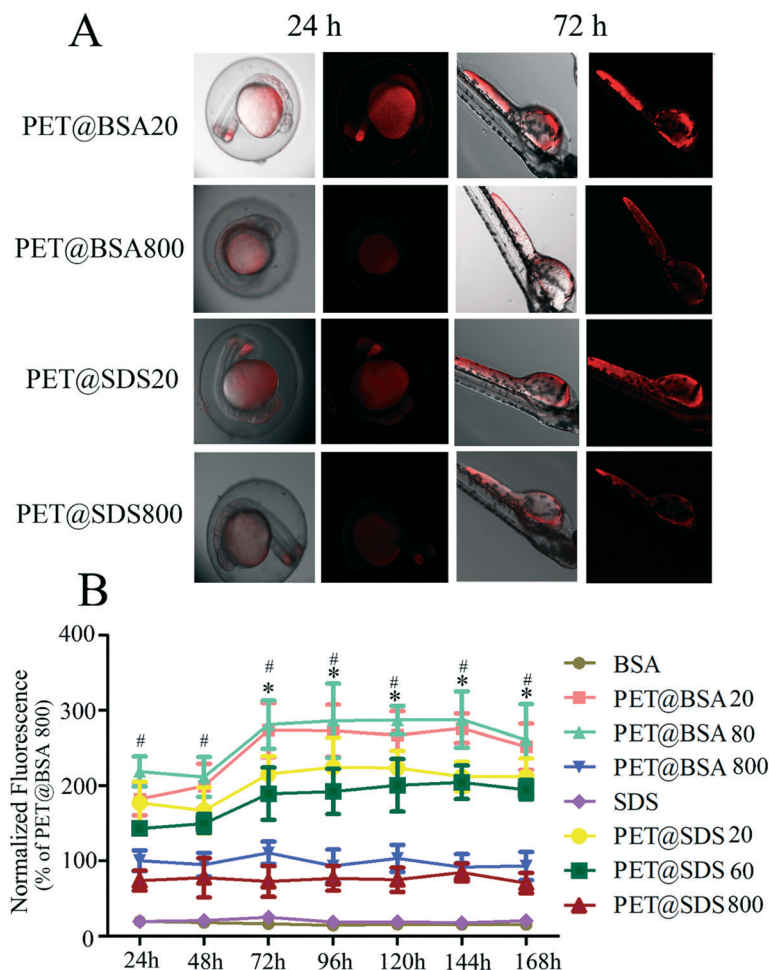 A
24 h
72 h
PET@BSA20
PET@BSA800
PET@SDS20
PET@SDS800
B
Normalized Fluorescence
(% of PET@BSA 800)
400
300
200
100
0
# # # # # # #
* * * * *
24h 48h 72h 96h 120h 144h 168h
BSA
PET@BSA 20
PET@BSA 80
PET@BSA 800
SDS
PET@SDS 20
PET@SDS 60
PET@SDS 800